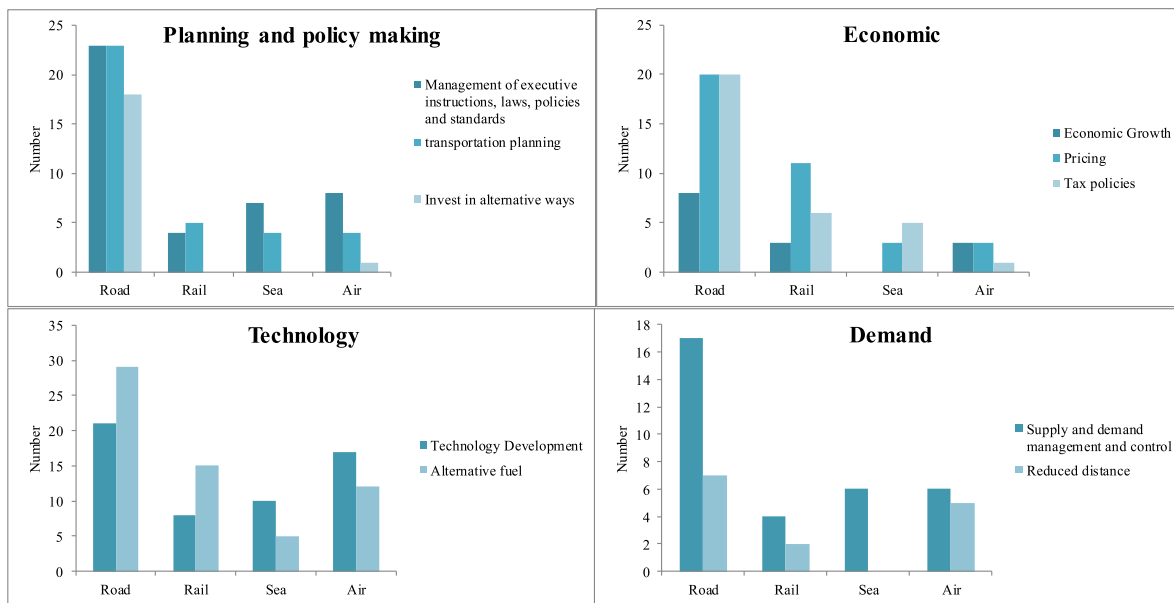 Planning and policy making
25
20
15
10
5
0
Number
Road Rail Sea Air
Management of executive
instructions, laws, policies
and standards
transportation planning
Invest in alternative ways
Economic
25
20
15
10
5
0
Number
Road Rail Sea Air
Economic Growth
Pricing
Tax policies
Technology
35
30
25
20
15
10
5
0
Number
Road Rail Sea Air
Technology Development
Alternative fuel
Demand
18
16
14
12
10
8
6
4
2
0
Number
Road Rail Sea Air
Supply and demand
management and control
Reduced distance